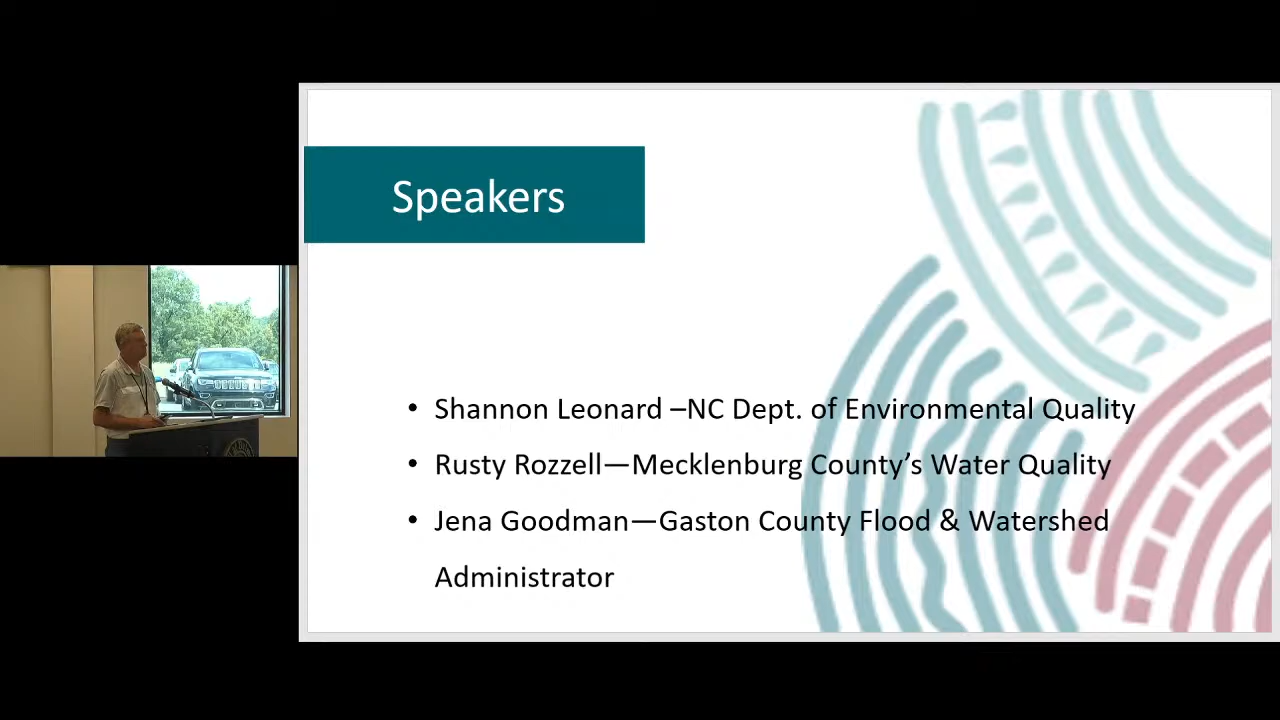 Speakers
• Shannon Leonard –NC Dept. of Environmental Quality
• Rusty Rozzell—Mecklenburg County’s Water Quality
• Jena Goodman—Gaston County Flood & Watershed
Administrator